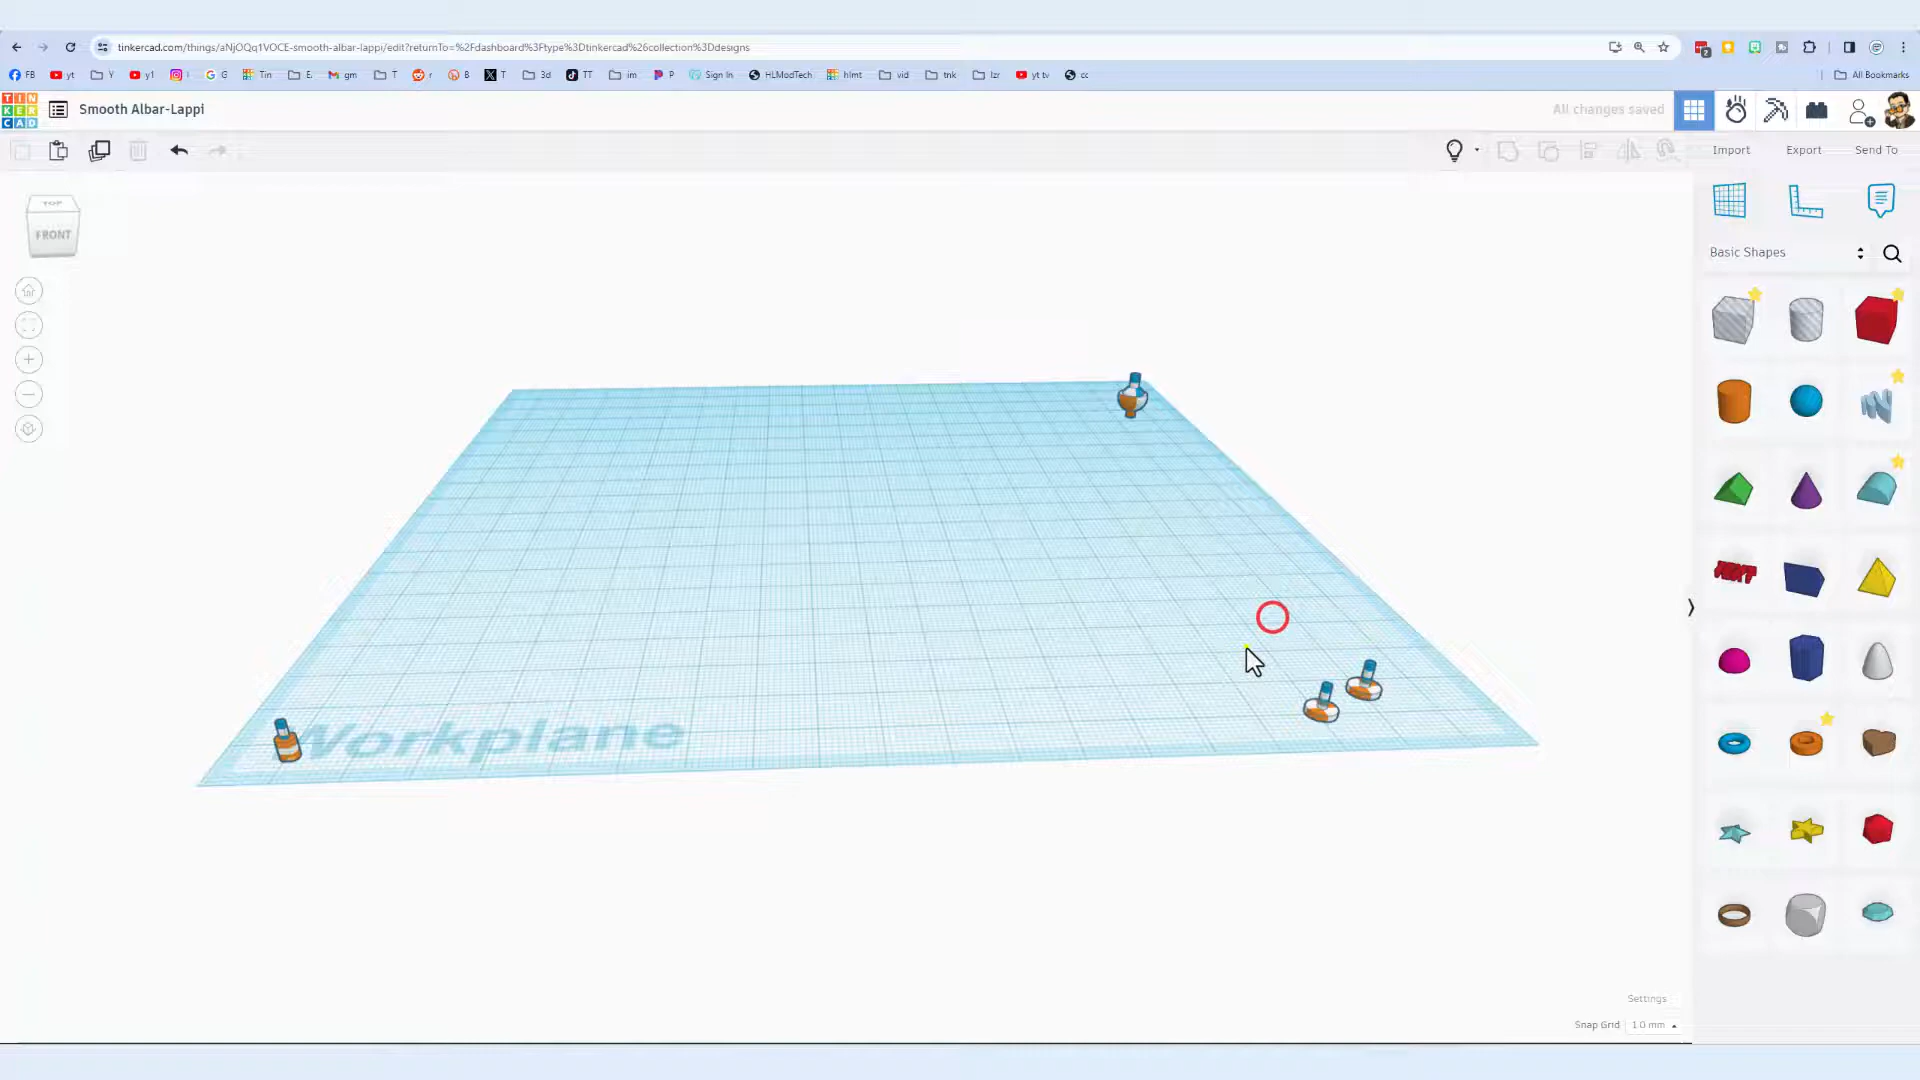 tinkercad.com/things/aNjOQq1VOCE-smooth-albar-lappi/edit?returnTo=%2Fdashboard%3Ftype%3Dtinkercad%26collection%3Ddesigns
FB yt Y y1 G Tin E. gm T r B T 3d TT im P Sign In HLModTech hlmt vid tnk lzr yt tv cc All Bookmarks
TIN KER CAD
Smooth Albar-Lappi
All changes saved
Import Export Send To
TOP
FRONT
Basic Shapes
TEXT
Workplane
Settings
Snap Grid 1.0 mm